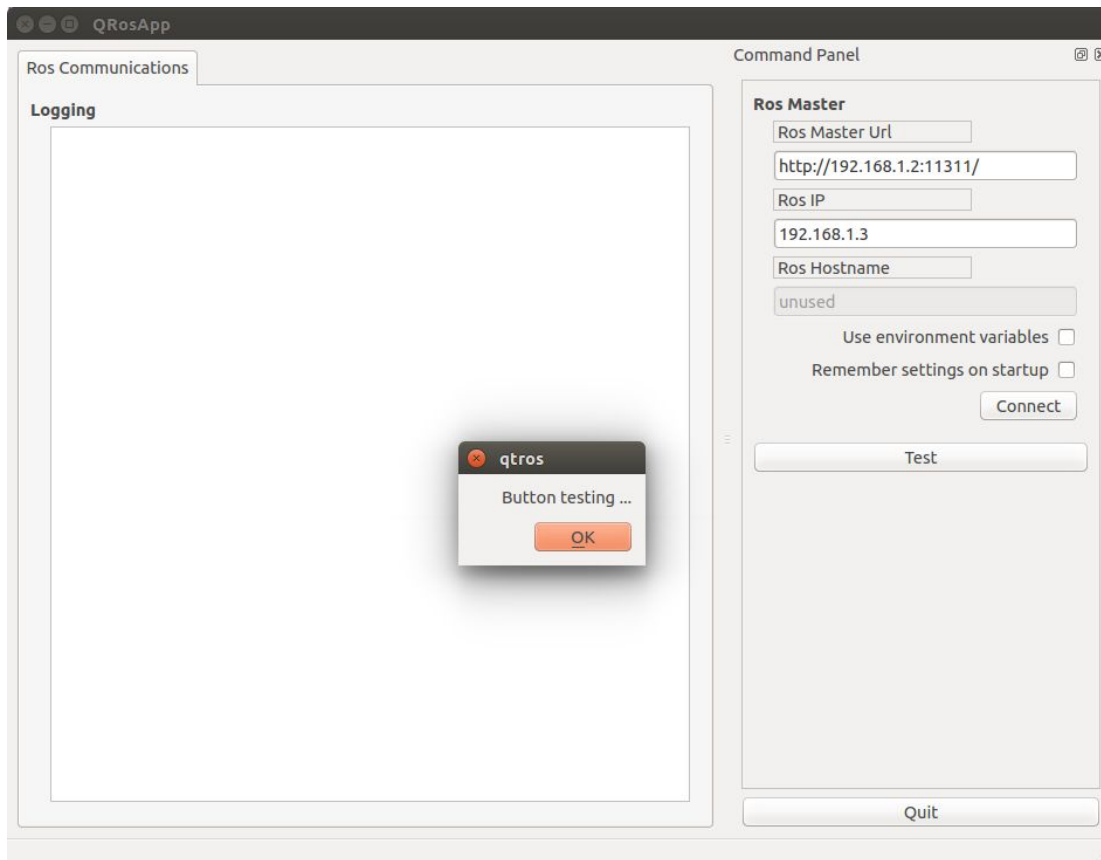 QRosApp
Ros Communications
Logging
Command Panel
Ros Master
Ros Master Url
http://192.168.1.2:11311/
Ros IP
192.168.1.3
Ros Hostname
unused
Use environment variables
Remember settings on startup
Connect
Test
qtros
Button testing ...
OK
Quit